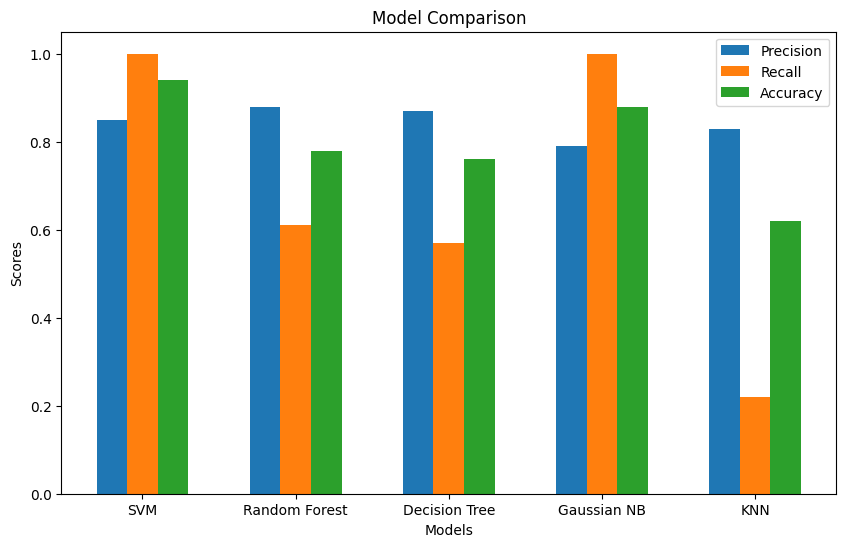 Model Comparison
Precision
Recall
Accuracy
1.0
0.8
0.6
0.4
0.2
0.0
Scores
SVM
Random Forest
Decision Tree
Gaussian NB
KNN
Models